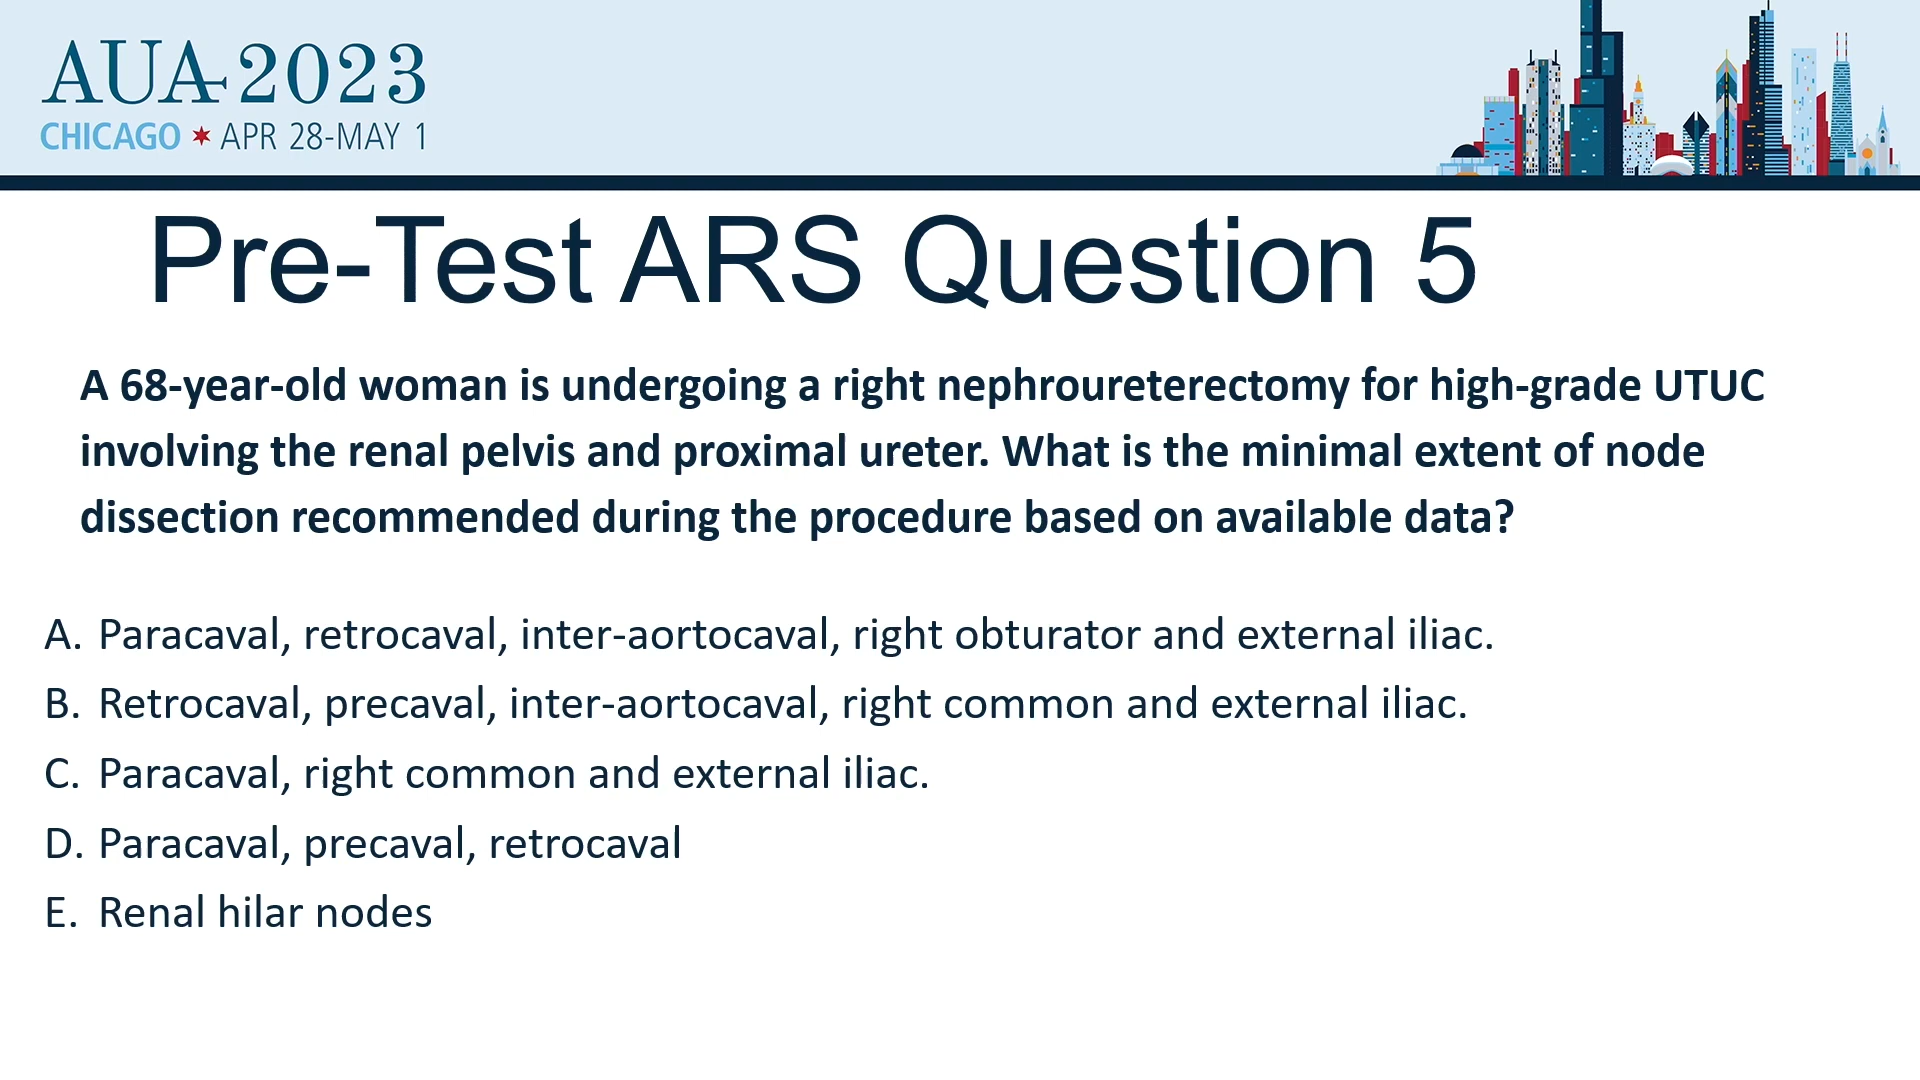 AUA 2023
CHICAGO ★ APR 28-MAY 1
Pre-Test ARS Question 5
A 68-year-old woman is undergoing a right nephroureterectomy for high-grade UTUC
involving the renal pelvis and proximal ureter. What is the minimal extent of node
dissection recommended during the procedure based on available data?
A. Paracaval, retrocaval, inter-aortocaval, right obturator and external iliac.
B. Retrocaval, precaval, inter-aortocaval, right common and external iliac.
C. Paracaval, right common and external iliac.
D. Paracaval, precaval, retrocaval
E. Renal hilar nodes